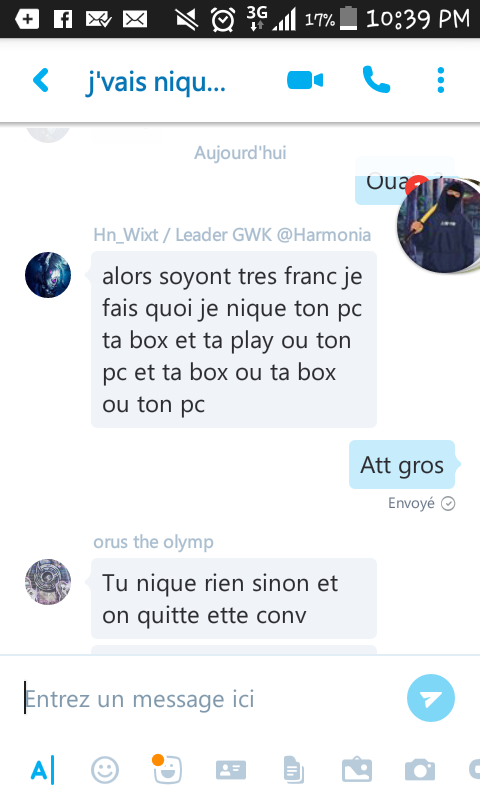 3G
17%
10:39 PM
j'vais niqu...
Aujourd'hui
Hn_Wixt / Leader GWK @Harmonia
alors soyont tres franc je
fais quoi je nique ton pc
ta box et ta play ou ton
pc et ta box ou ta box
ou ton pc
Att gros
Envoyé
orus the olymp
Tu nique rien sinon et
on quitte ette conv
Entrez un message ici
A